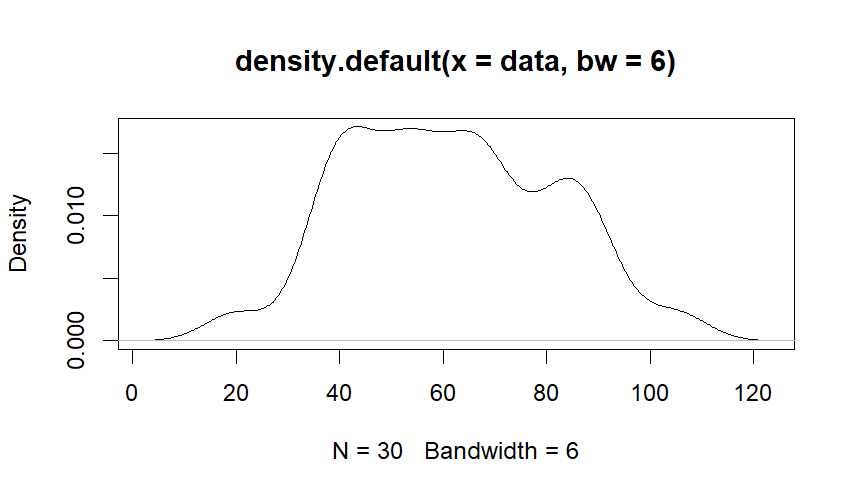 density.default(x = data, bw = 6)
Density
0.010
0.000
0 20 40 60 80 100 120
N = 30 Bandwidth = 6